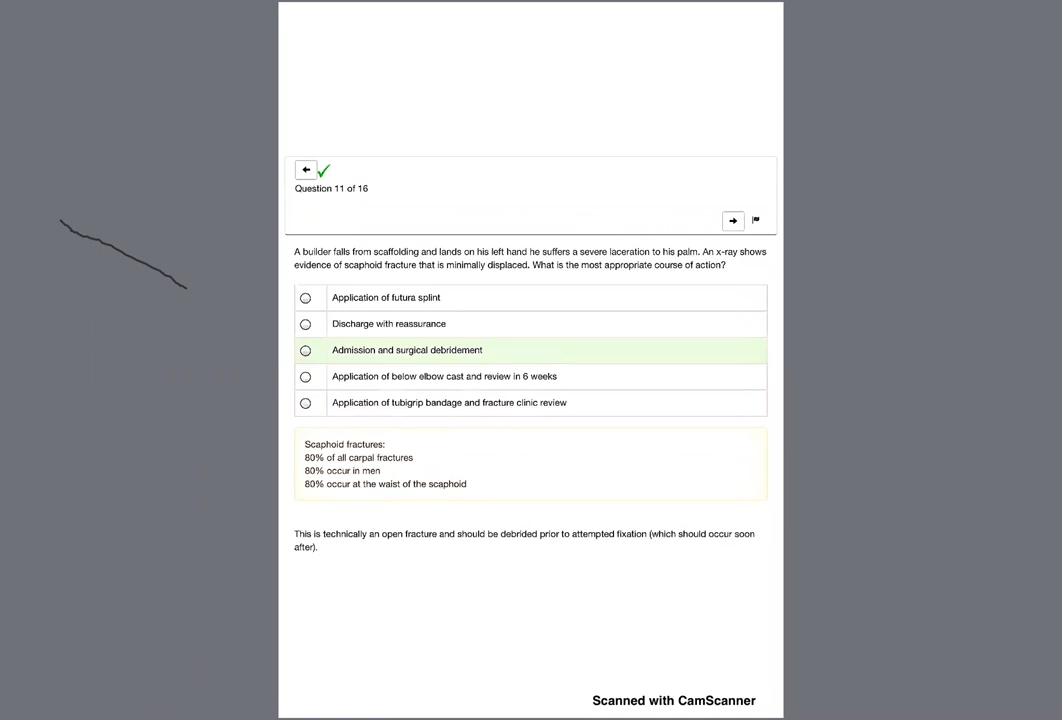 Question 11 of 16
A builder falls from scaffolding and lands on his left hand he suffers a severe laceration to his palm. An x-ray shows
evidence of scaphoid fracture that is minimally displaced. What is the most appropriate course of action?
Application of futura splint
Discharge with reassurance
Admission and surgical debridement
Application of below elbow cast and review in 6 weeks
Application of tubigrip bandage and fracture clinic review
Scaphoid fractures:
80% of all carpal fractures
80% occur in men
80% occur at the waist of the scaphoid
This is technically an open fracture and should be debrided prior to attempted fixation (which should occur soon
after).
Scanned with CamScanner